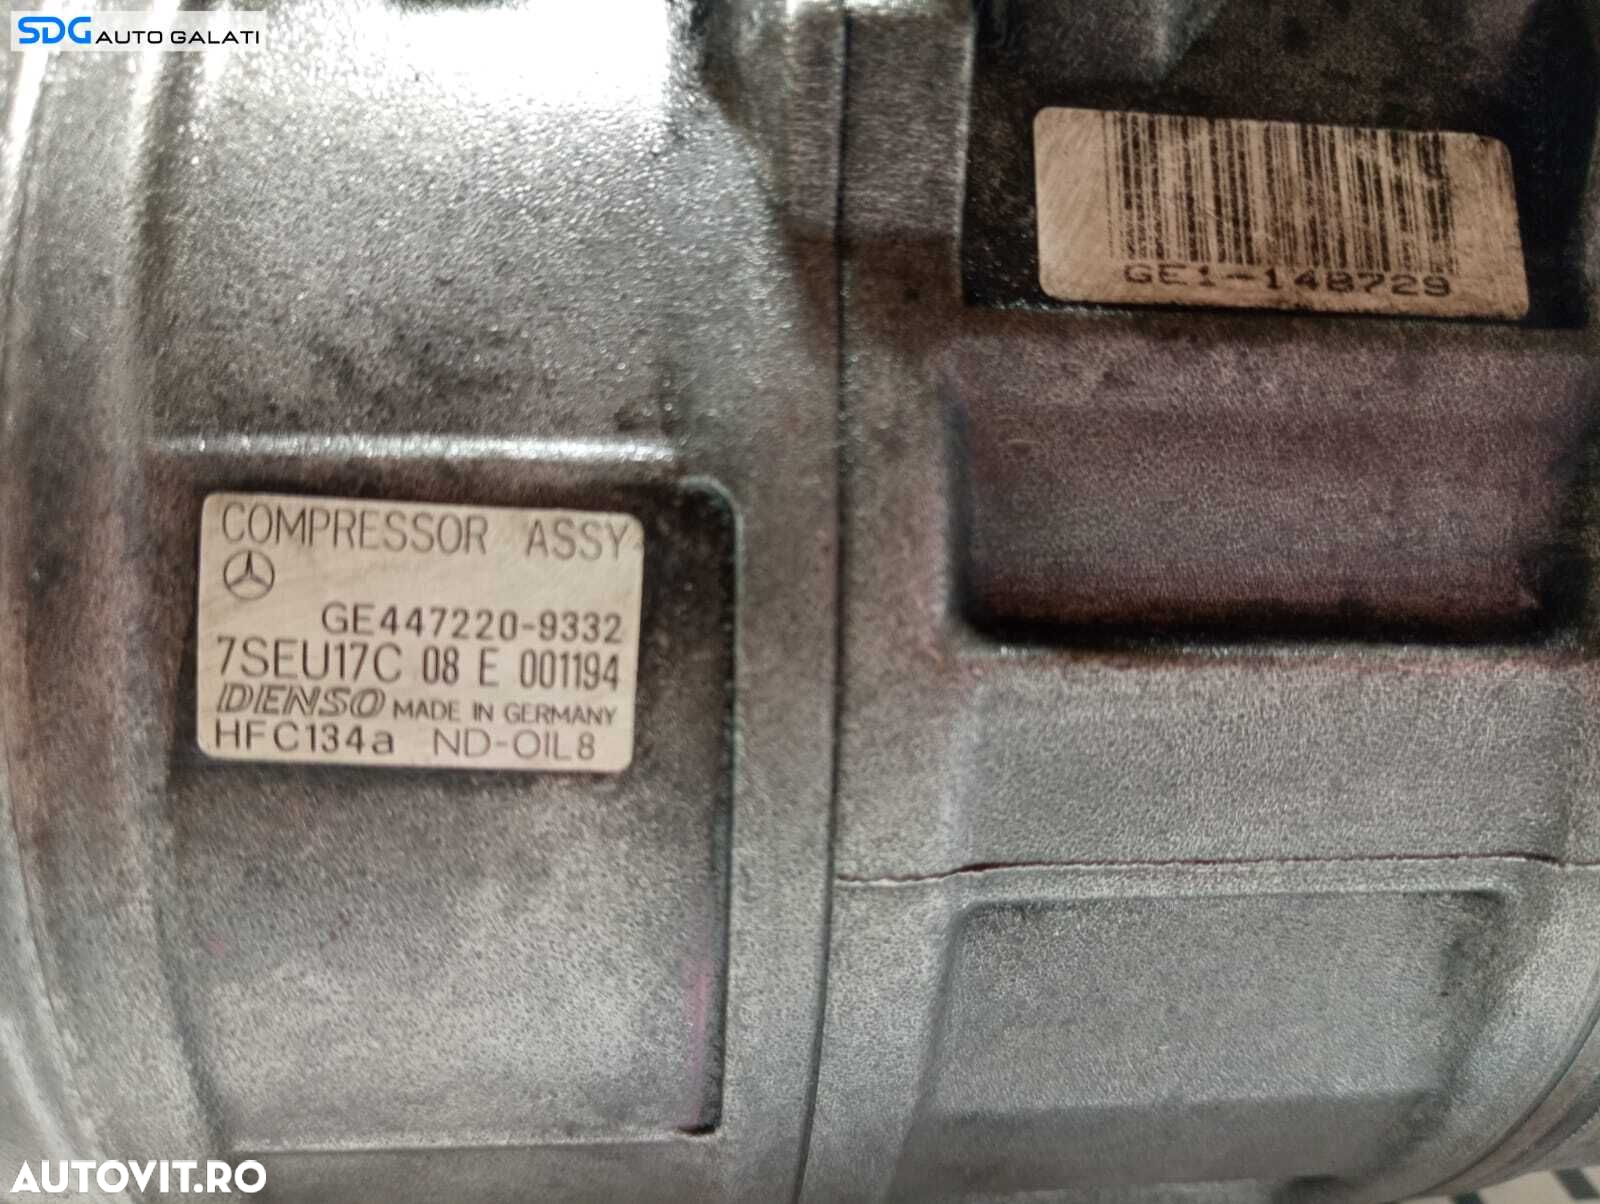 SDG AUTO GALATI
GE1-148729
COMPRESSOR ASSY
GE447220-9332
7SEU17C 08 E 001194
DENSO MADE IN GERMANY
HFC134a ND-OIL8
AUTOVIT.RO